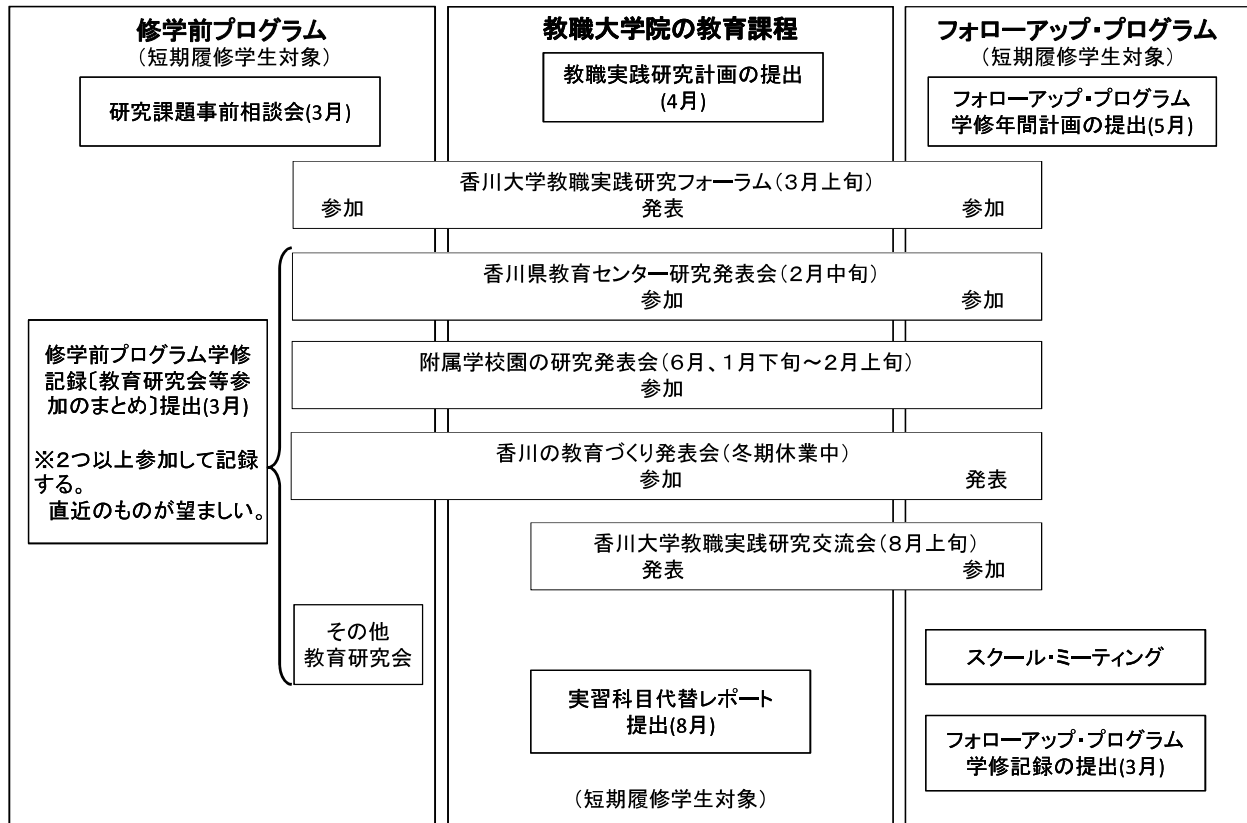 修学前プログラム
(短期履修学生対象)
研究課題事前相談会(3月)
教職大学院の教育課程
教職実践研究計画の提出
(4月)
フォローアップ・プログラム
(短期履修学生対象)
フォローアップ・プログラム
学修年間計画の提出(5月)
香川大学教職実践研究フォーラム(3月上旬)
参加 発表 参加
香川県教育センター研究発表会(2月中旬)
参加 参加
附属学校園の研究発表会(6月、1月下旬~2月上旬)
参加
香川の教育づくり発表会(冬期休業中)
参加 発表
香川大学教職実践研究交流会(8月上旬)
発表 参加
修学前プログラム学修
記録〔教育研究会等参
加のまとめ〕提出(3月)
※2つ以上参加して記録
する。
直近のものが望ましい。
その他
教育研究会
実習科目代替レポート
提出(8月)
(短期履修学生対象)
スクール・ミーティング
フォローアップ・プログラム
学修記録の提出(3月)